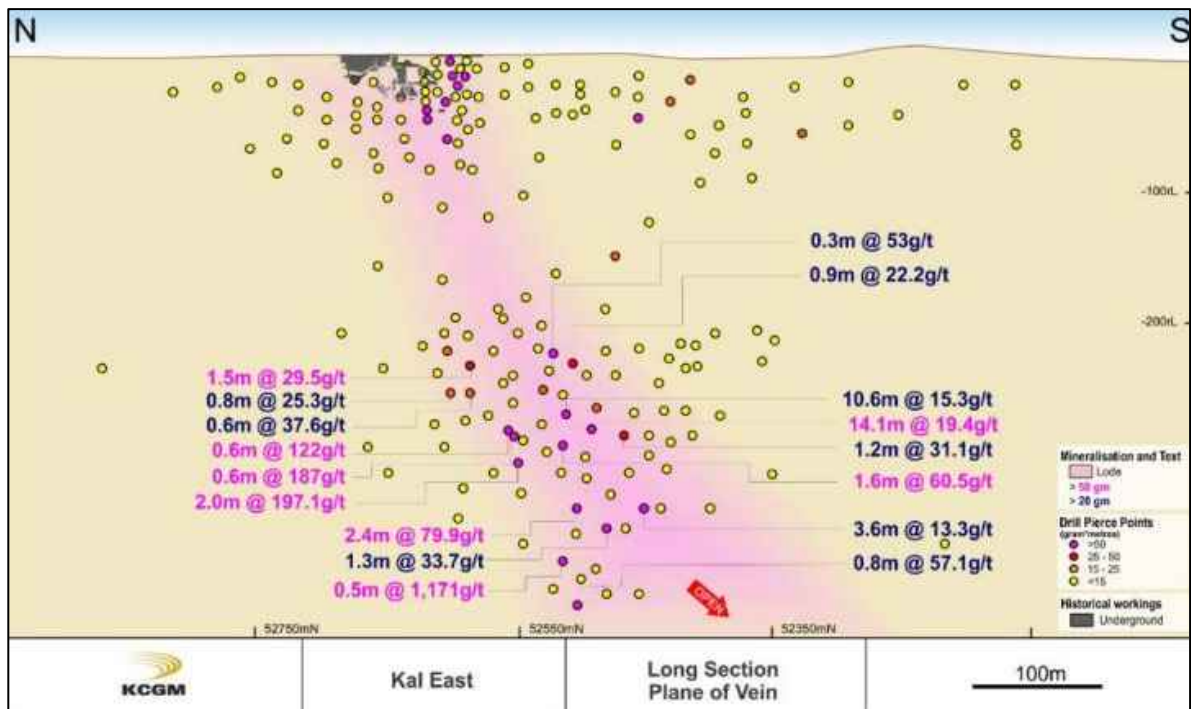 N
S
-100rL
0.3m @ 53g/t
0.9m @ 22.2g/t
-200rL
1.5m @ 29.5g/t
0.8m @ 25.3g/t
0.6m @ 37.6g/t
0.6m @ 122g/t
0.6m @ 187g/t
2.0m @ 197.1g/t
10.6m @ 15.3g/t
14.1m @ 19.4g/t
1.2m @ 31.1g/t
1.6m @ 60.5g/t
2.4m @ 79.9g/t
1.3m @ 33.7g/t
0.5m @ 1,171g/t
3.6m @ 13.3g/t
0.8m @ 57.1g/t
OPEN
Mineralisation and Text
Lode
> 50 gm
> 20 gm
Drill Pierce Points
(gram*metres)
>50
25 - 50
15 - 25
<15
Historical workings
Underground
52750mN
52550mN
52350mN
KCGM
Kal East
Long Section
Plane of Vein
100m